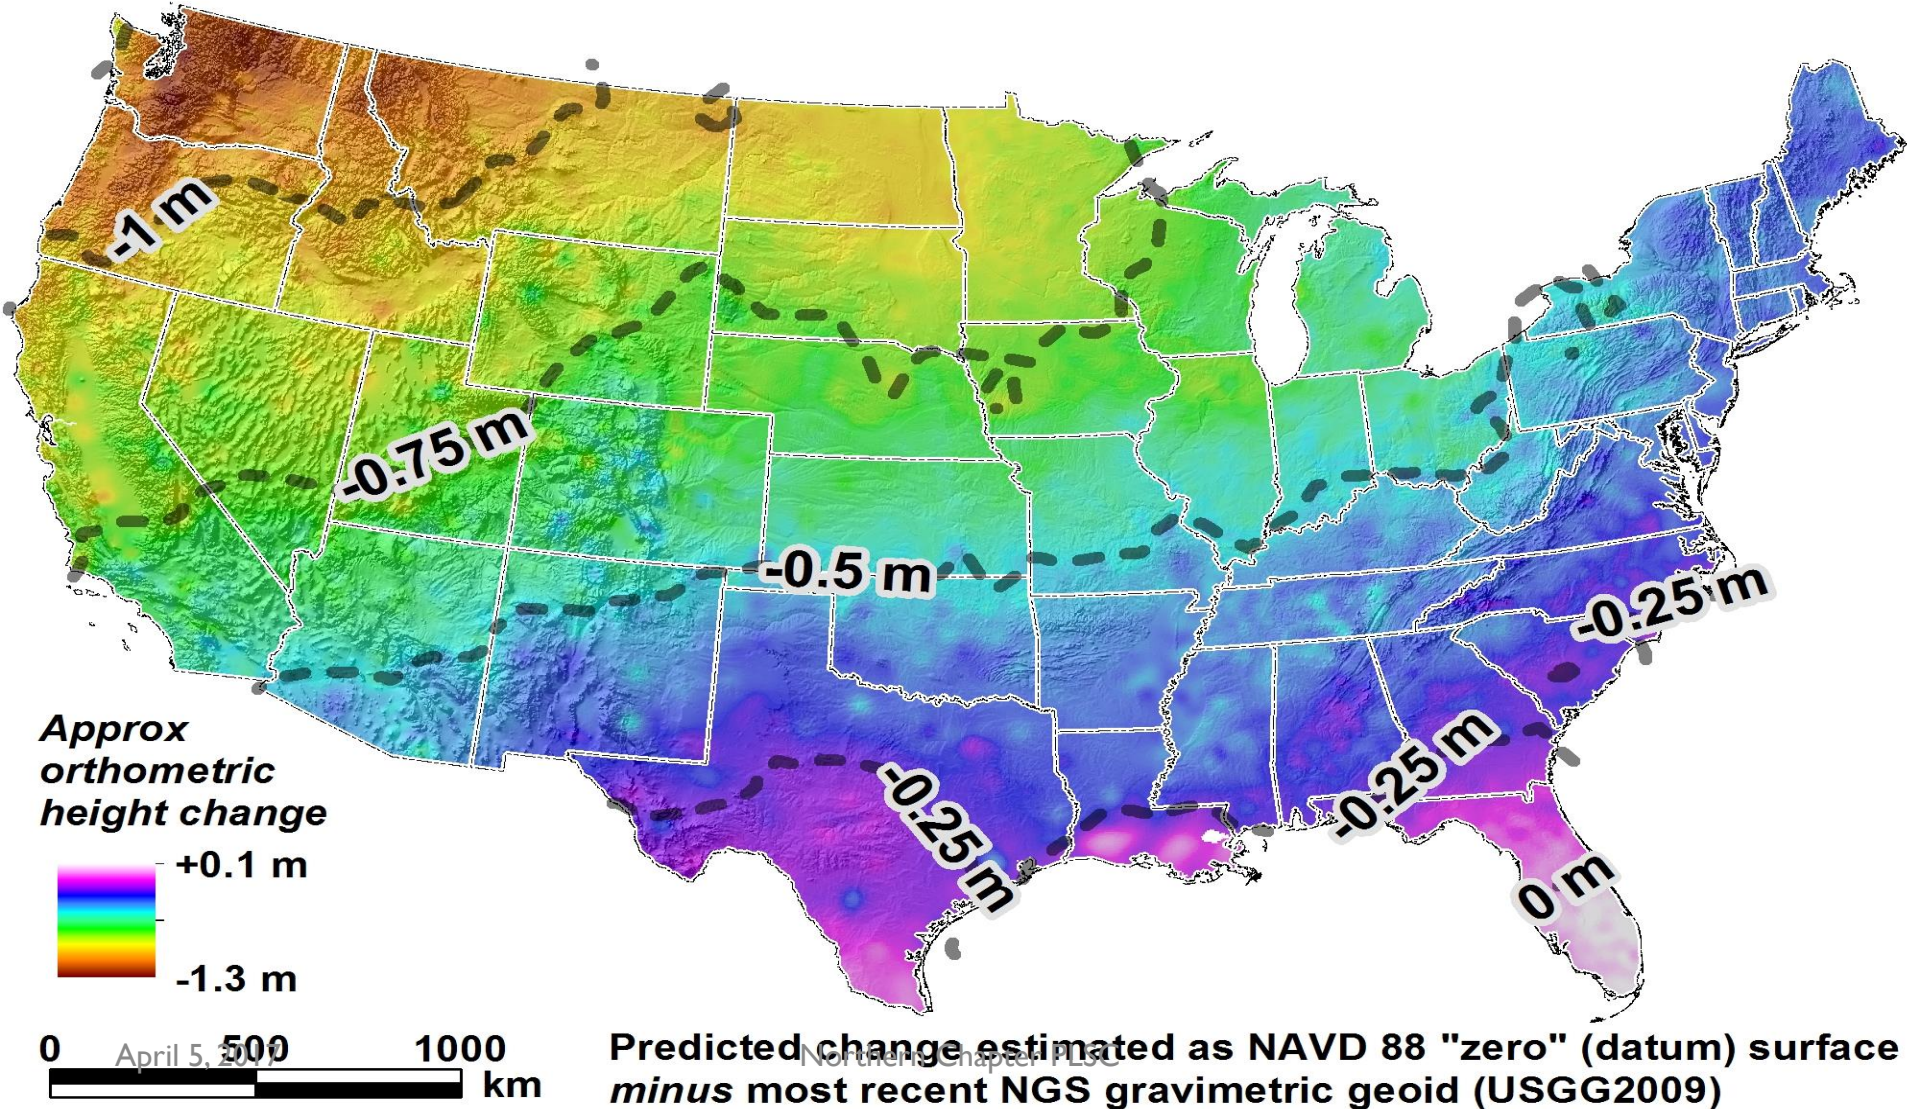 -1 m
-0.75 m
-0.5 m
-0.25 m
-0.25 m
-0.25 m
0 m
Approx
orthometric
height change
+0.1 m
-1.3 m
0 500 1000
km
April 5, 2017
Northern Chapter PLSC
Predicted change estimated as NAVD 88 "zero" (datum) surface
minus most recent NGS gravimetric geoid (USGG2009)